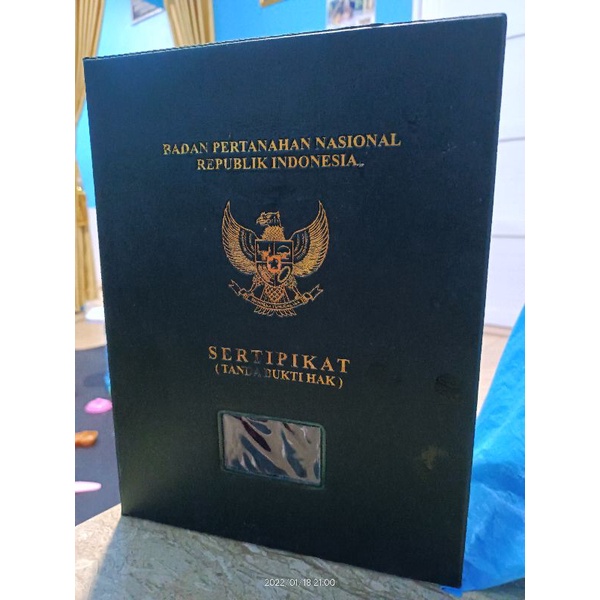 BADAN PERTANAHAN NASIONAL
REPUBLIK INDONESIA
SERTIPIKAT
( TANDA BUKTI HAK )
2022/01/18 21:00